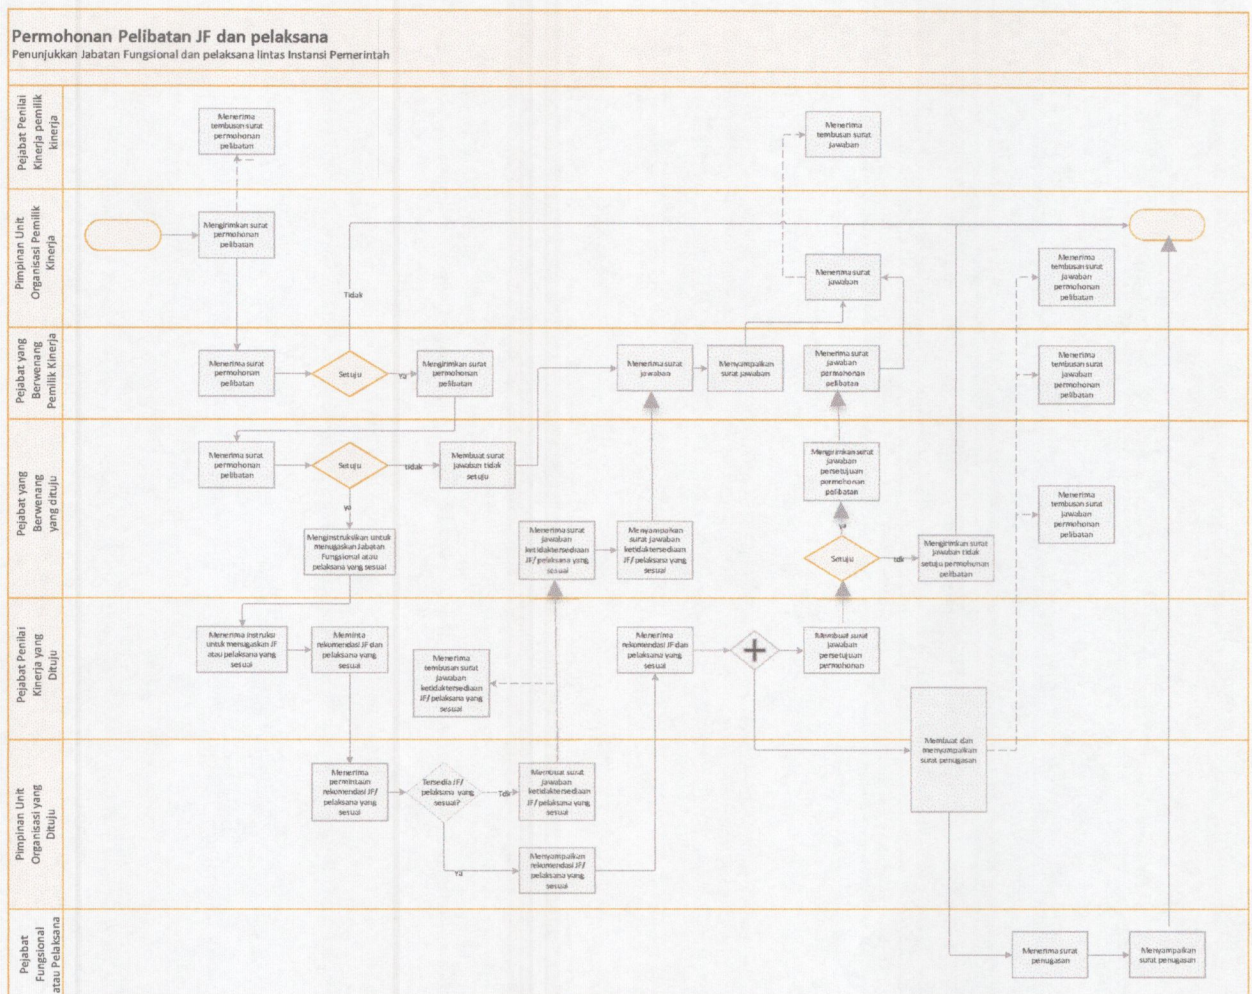 Permohonan Pelibatan JF dan pelaksana
Penunjukkan Jabatan Fungsional dan pelaksana lintas Instansi Pemerintah
Pejabat Penilai
Kinerja pemilik
kinerja
Menerima
tembusan surat
permohonan
pelibatan
Menerima
tembusan surat
jawaban
Pimpinan Unit
Organisasi Pemilik
Kinerja
Mengirimkan surat
permohonan
pelibatan
Tidak
Menerima surat
jawaban
Menerima
tembusan surat
jawaban
permohonan
pelibatan
Pejabat yang
Berwenang
Pemilik Kinerja
Menerima surat
permohonan
pelibatan
Setuju
Ya
Mengirimkan surat
permohonan
pelibatan
Menerima surat
jawaban
Menyampaikan
surat jawaban
Menerima surat
jawaban
permohonan
pelibatan
Menerima
tembusan surat
jawaban
permohonan
pelibatan
Pejabat yang
Berwenang
yang dituju
Menerima surat
permohonan
pelibatan
Setuju
tidak
Membuat surat
jawaban tidak
setuju
ya
Menginstruksikan untuk
menugaskan Jabatan
Fungsional atau
pelaksana yang sesuai
Menerima surat
jawaban
ketidaktersediaan
JF/ pelaksana yang
sesuai
Menyampaikan
surat jawaban
ketidaktersediaan
JF/ pelaksana yang
sesuai
Mengirimkan surat
jawaban
persetujuan
permohonan
pelibatan
ya
Setuju
tdk
Mengirimkan surat
jawaban tidak
setuju permohonan
pelibatan
Menerima
tembusan surat
jawaban
permohonan
pelibatan
Pejabat Penilai
Kinerja yang
Dituju
Menerima instruksi
untuk menugaskan JF
atau pelaksana yang
sesuai
Meminta
rekomendasi JF dan
pelaksana yang
sesuai
Menerima
tembusan surat
jawaban
ketidaktersediaan
JF/ pelaksana yang
sesuai
Menerima
rekomendasi JF dan
pelaksana yang
sesuai
Membuat surat
jawaban
persetujuan
permohonan
Membuat dan
menyampaikan
surat penugasan
Pimpinan Unit
Organisasi yang
Dituju
Menerima
permintaan
rekomendasi JF/
pelaksana yang
sesuai
Tersedia JF/
pelaksana yang
sesuai?
Tdk
Membuat surat
jawaban
ketidaktersediaan
JF/ pelaksana yang
sesuai
Ya
Menyampaikan
rekomendasi JF/
pelaksana yang
sesuai
Pejabat
Fungsional
atau Pelaksana
Menerima surat
penugasan
Menyampaikan
surat penugasan